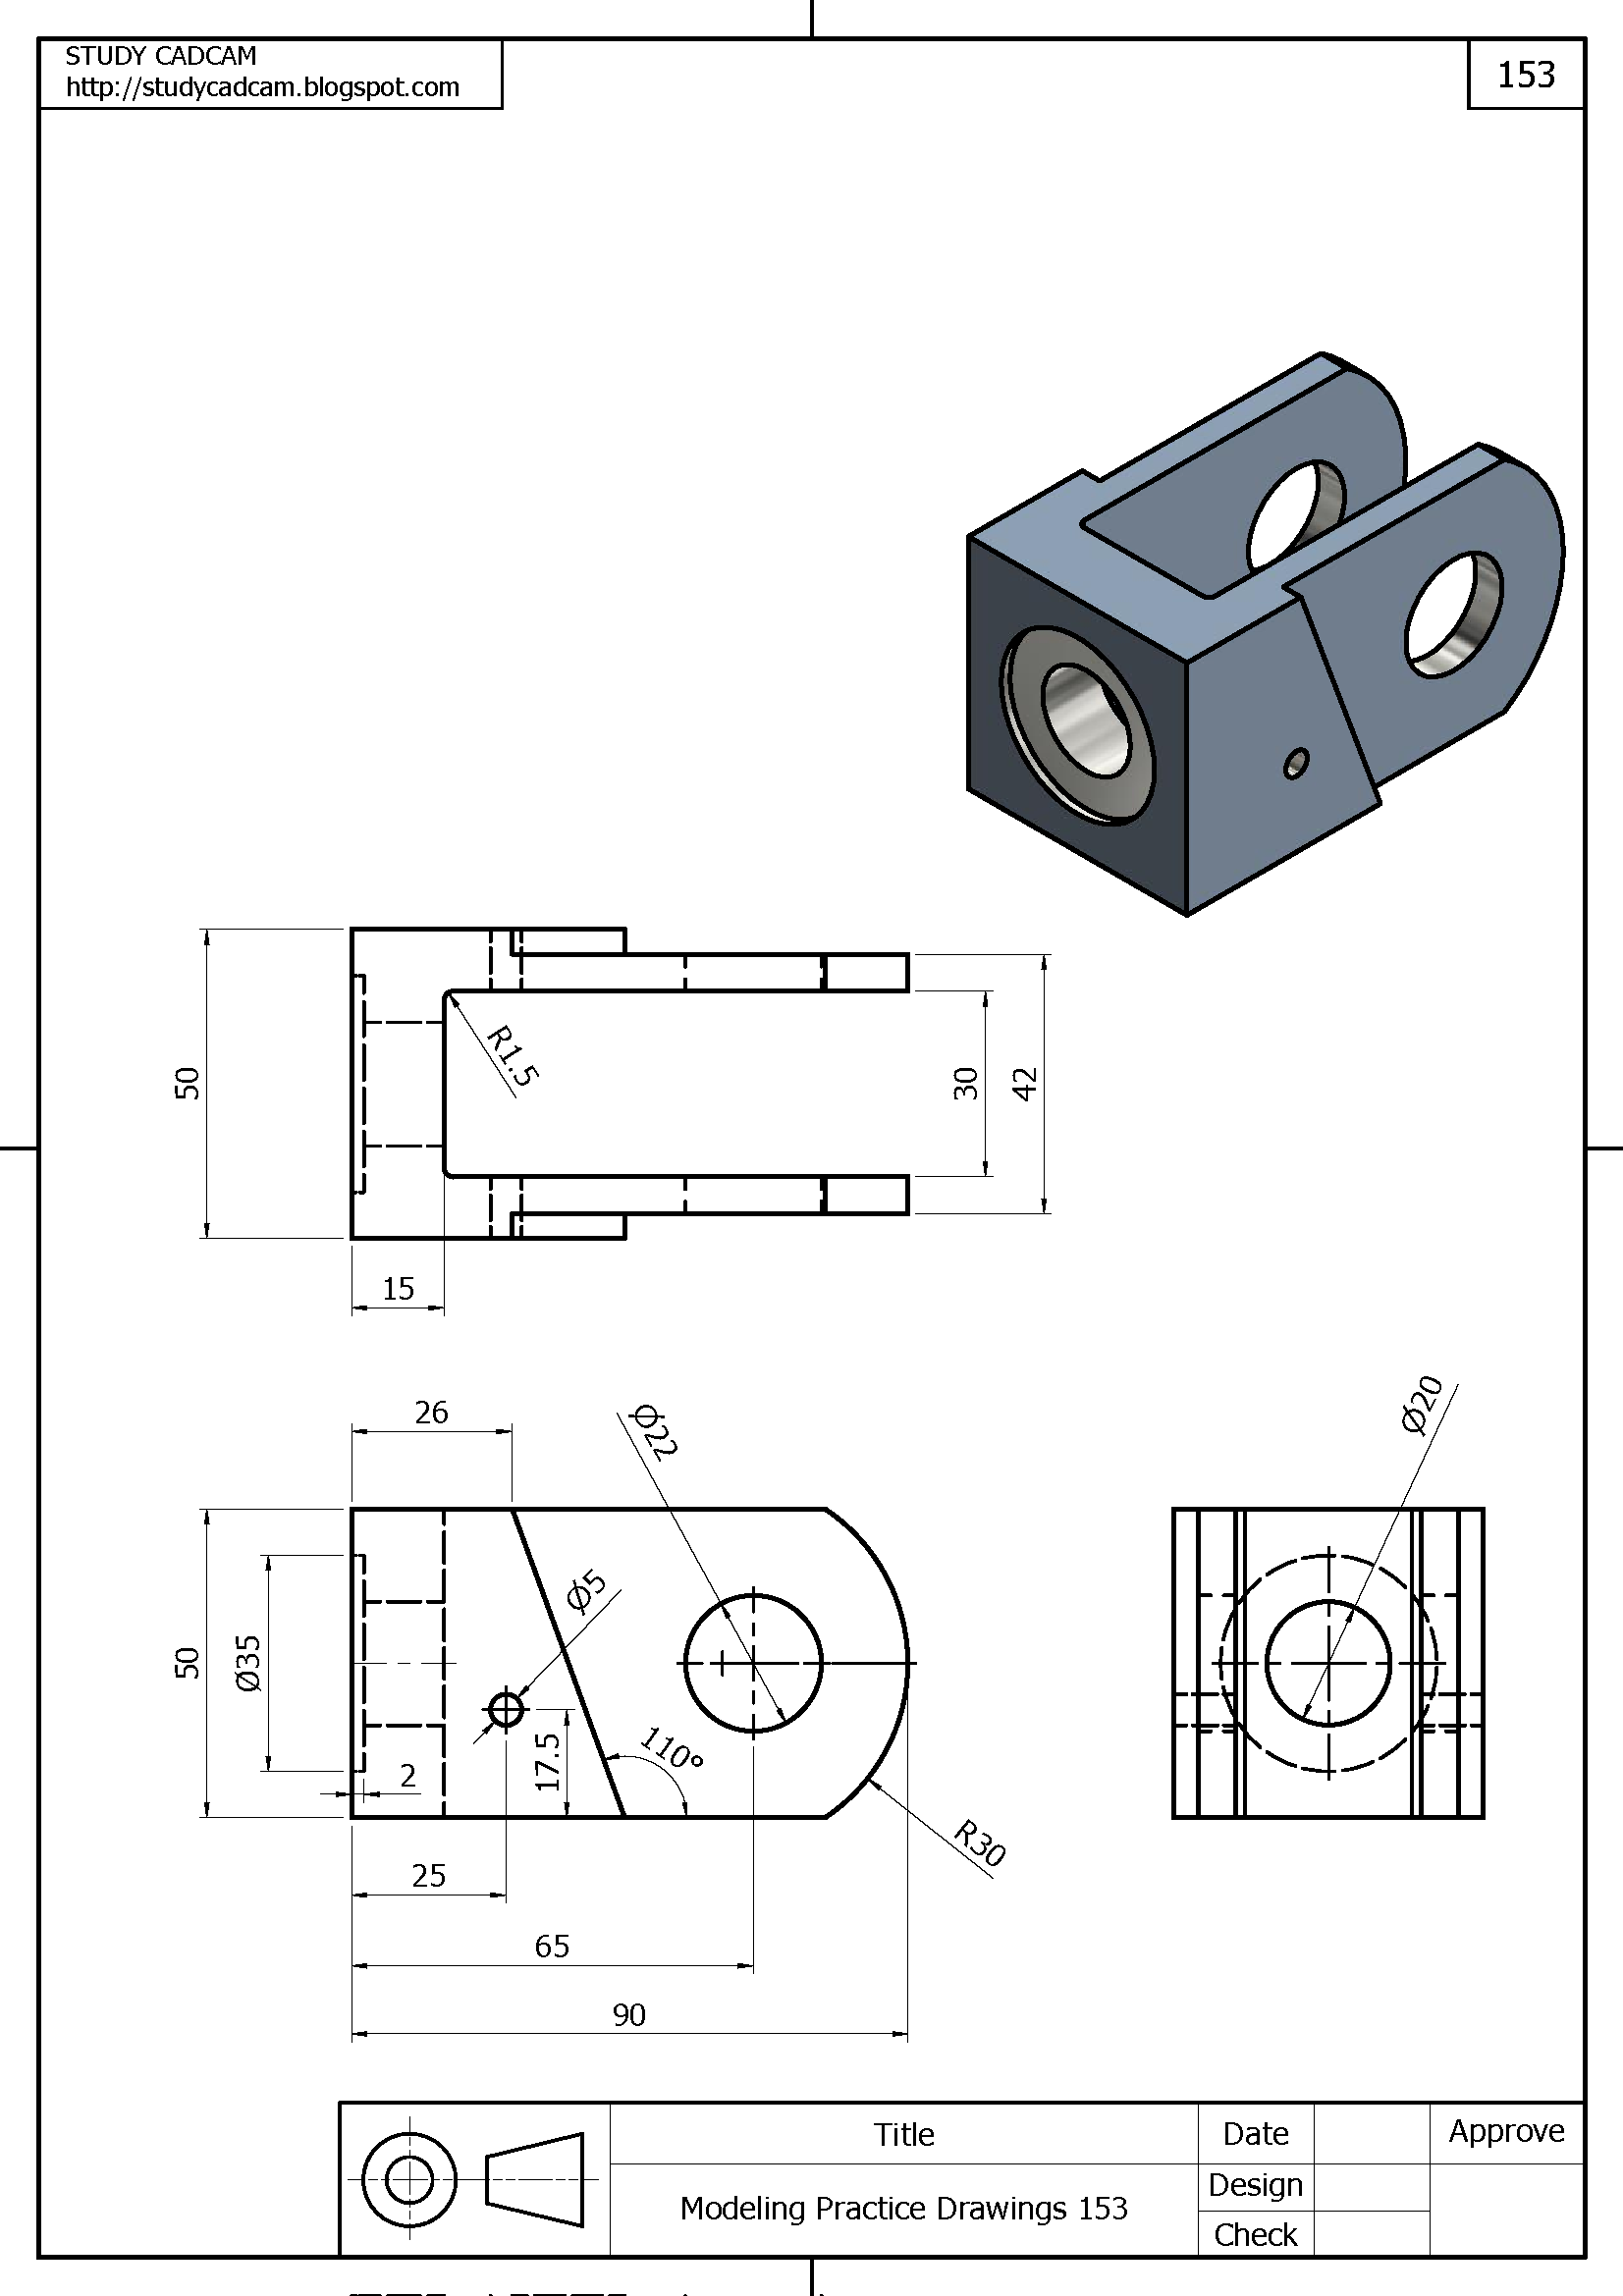 STUDY CADCAM
http://studycadcam.blogspot.com
153
50
R1.5
30
42
15
26
Ø22
Ø20
Ø5
50
Ø35
17.5
110°
2
R30
25
65
90
Title
Date
Approve
Modeling Practice Drawings 153
Design
Check